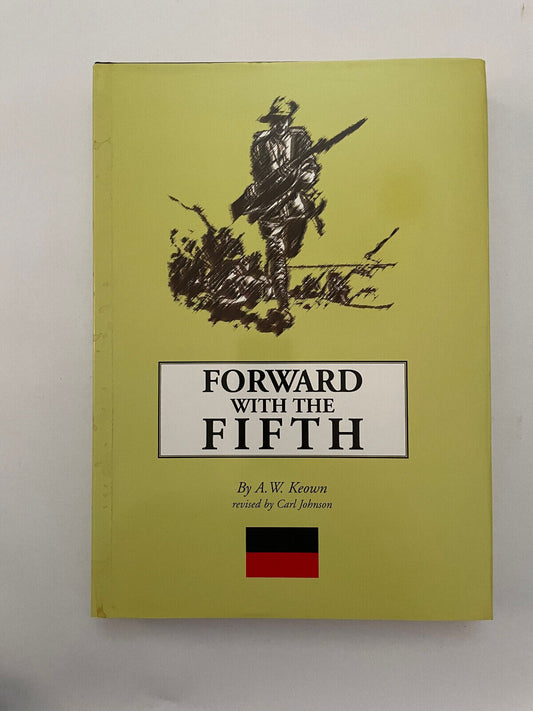 FORWARD
WITH THE
FIFTH
By A.W. Keown
revised by Carl Johnson